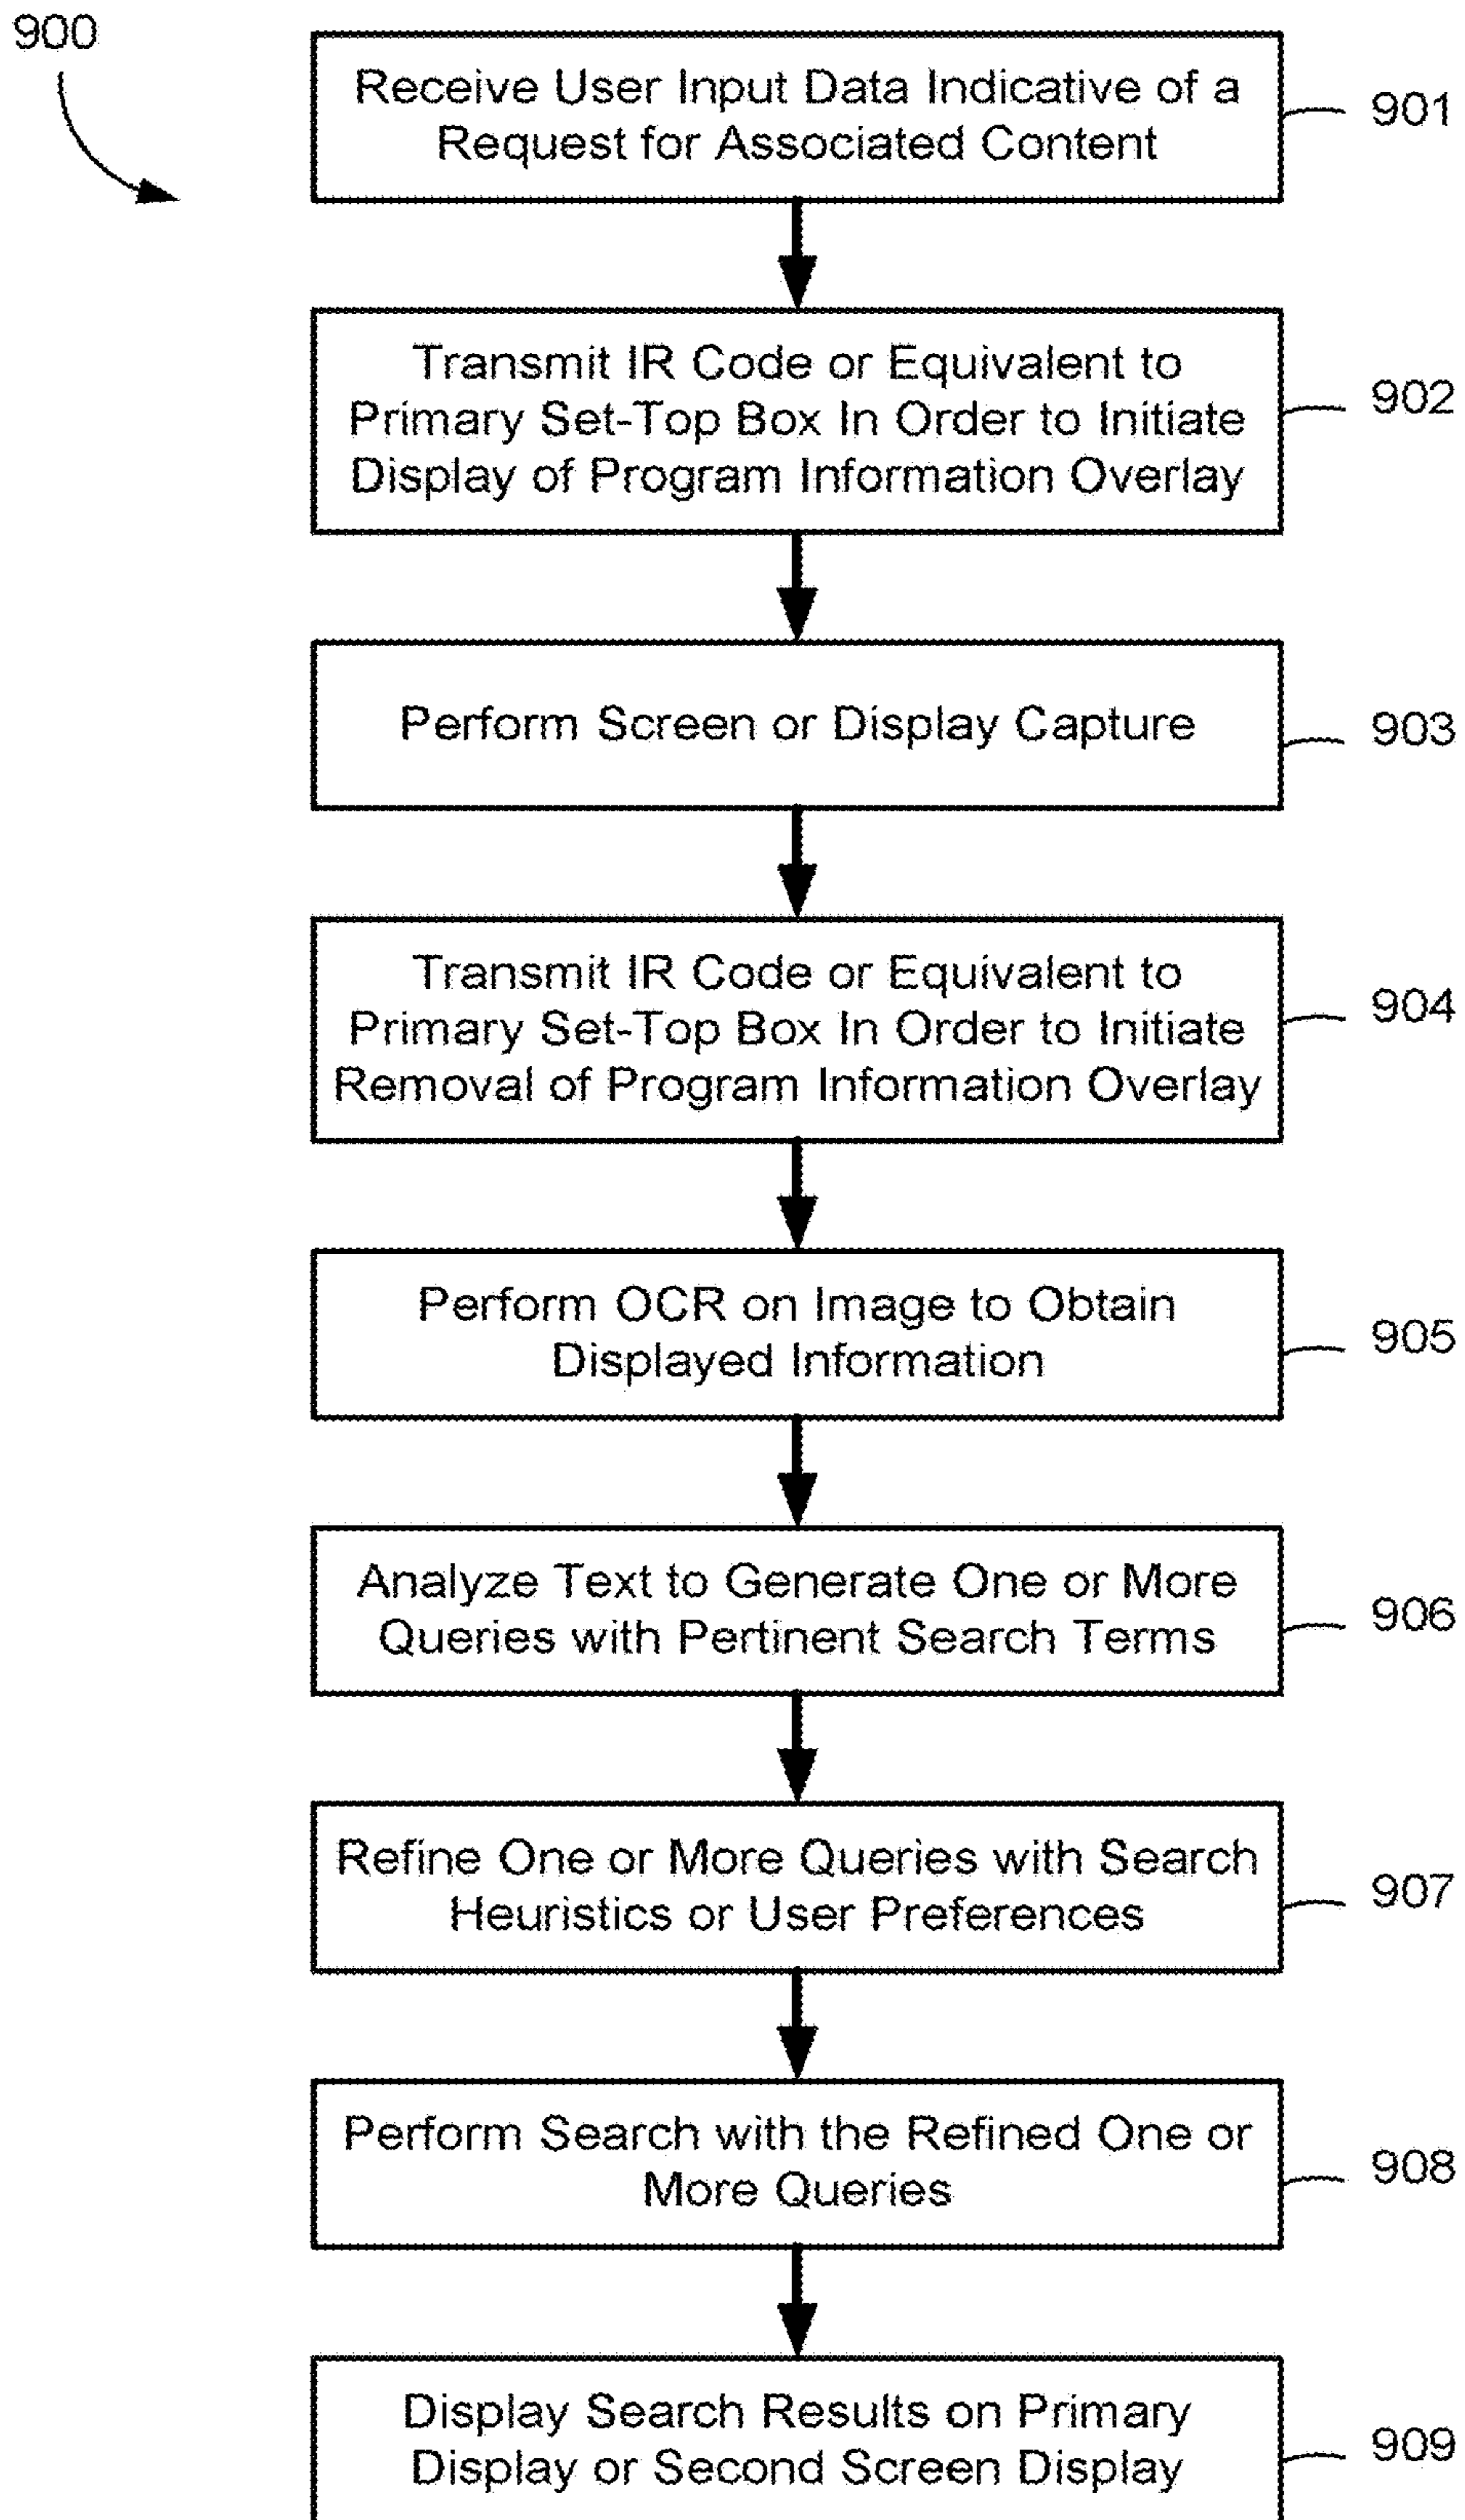 900
Receive User Input Data Indicative of a
Request for Associated Content
901
Transmit IR Code or Equivalent to
Primary Set-Top Box In Order to Initiate
Display of Program Information Overlay
902
Perform Screen or Display Capture
903
Transmit IR Code or Equivalent to
Primary Set-Top Box In Order to Initiate
Removal of Program Information Overlay
904
Perform OCR on Image to Obtain
Displayed Information
905
Analyze Text to Generate One or More
Queries with Pertinent Search Terms
906
Refine One or More Queries with Search
Heuristics or User Preferences
907
Perform Search with the Refined One or
More Queries
908
Display Search Results on Primary
Display or Second Screen Display
909